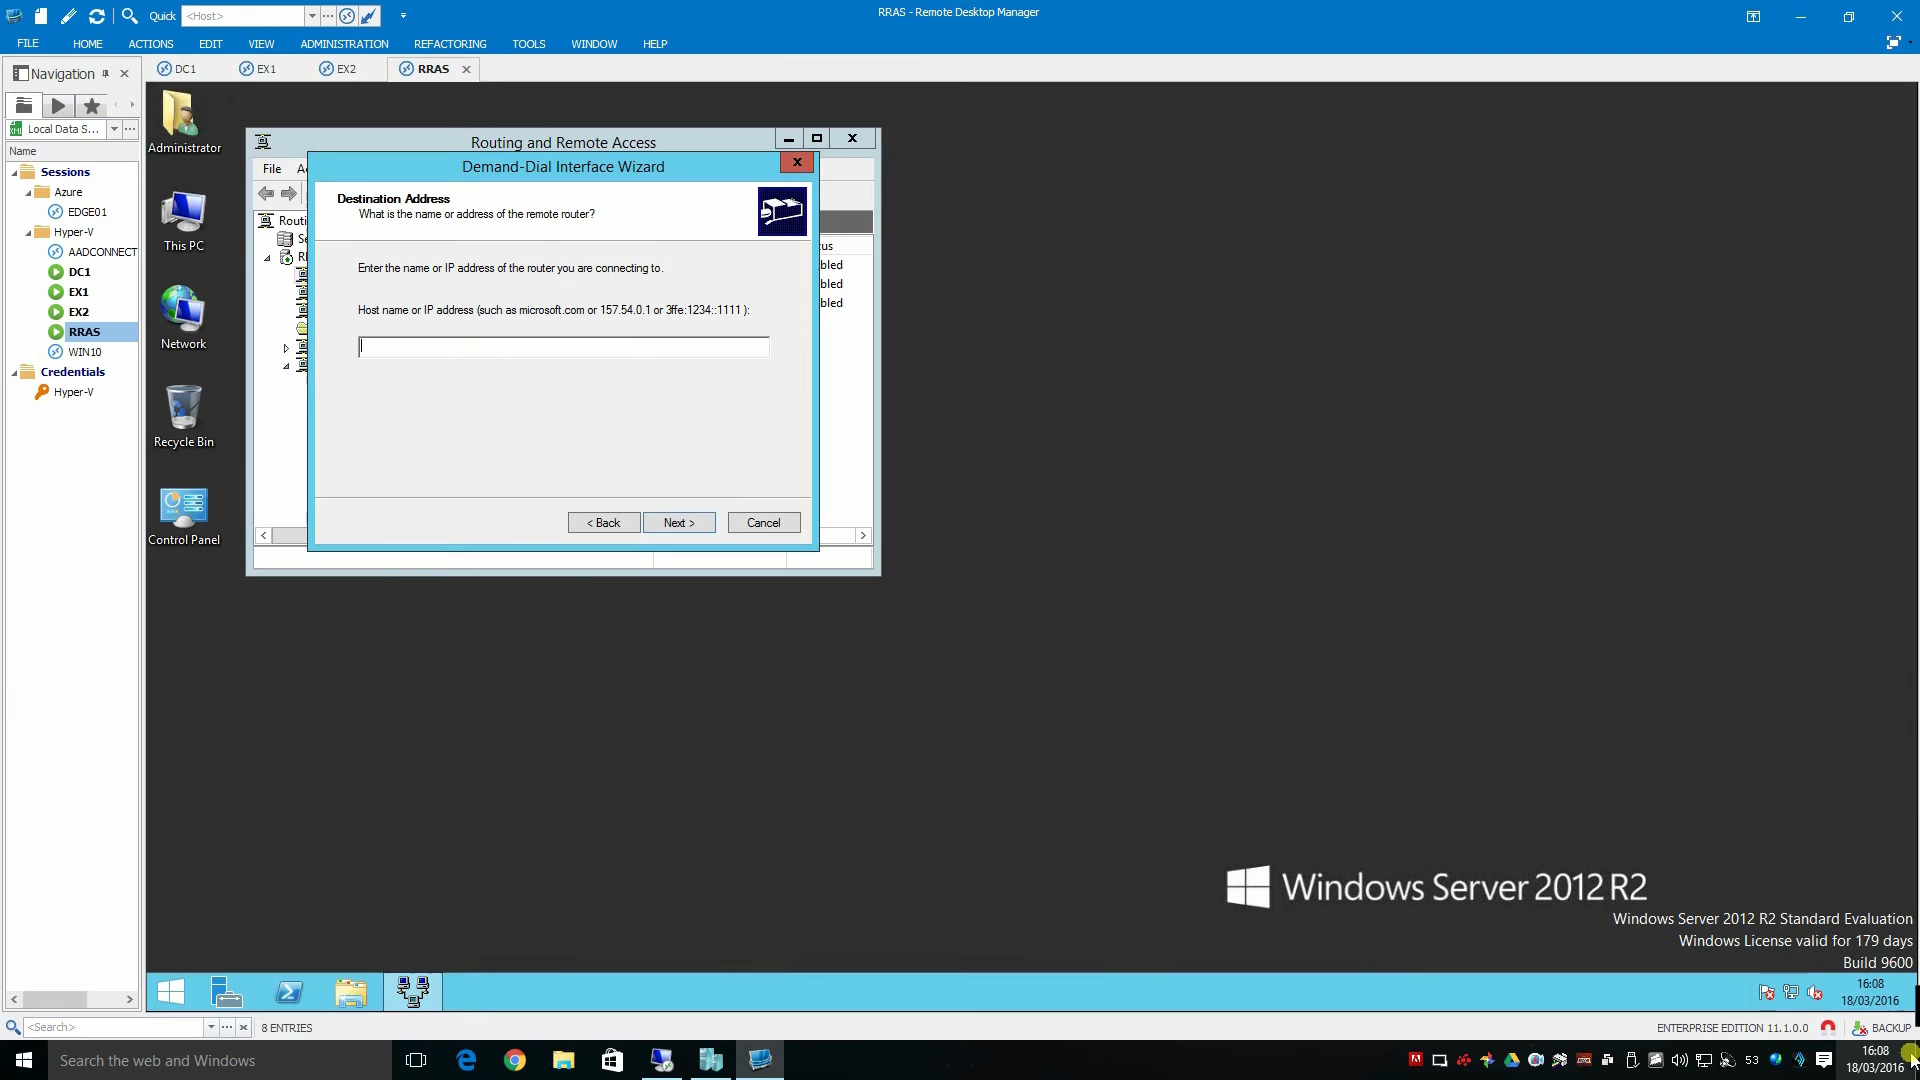 Quick
<Host>
RRAS - Remote Desktop Manager
FILE
HOME
ACTIONS
EDIT
VIEW
ADMINISTRATION
REFACTORING
TOOLS
WINDOW
HELP
Navigation
DC1
EX1
EX2
RRAS
Local Data S...
Name
Sessions
Azure
EDGE01
Hyper-V
AADCONNECT
DC1
EX1
EX2
RRAS
WIN10
Credentials
Hyper-V
Administrator
This PC
Network
Recycle Bin
Control Panel
Routing and Remote Access
File
Demand-Dial Interface Wizard
Destination Address
What is the name or address of the remote router?
Enter the name or IP address of the router you are connecting to.
Host name or IP address (such as microsoft.com or 157.54.0.1 or 3ffe:1234::1111 ):
< Back
Next >
Cancel
Windows Server 2012 R2
Windows Server 2012 R2 Standard Evaluation
Windows License valid for 179 days
Build 9600
16:08
18/03/2016
<Search>
8 ENTRIES
ENTERPRISE EDITION 11.1.0.0
BACKUP
Search the web and Windows
53
16:08
18/03/2016